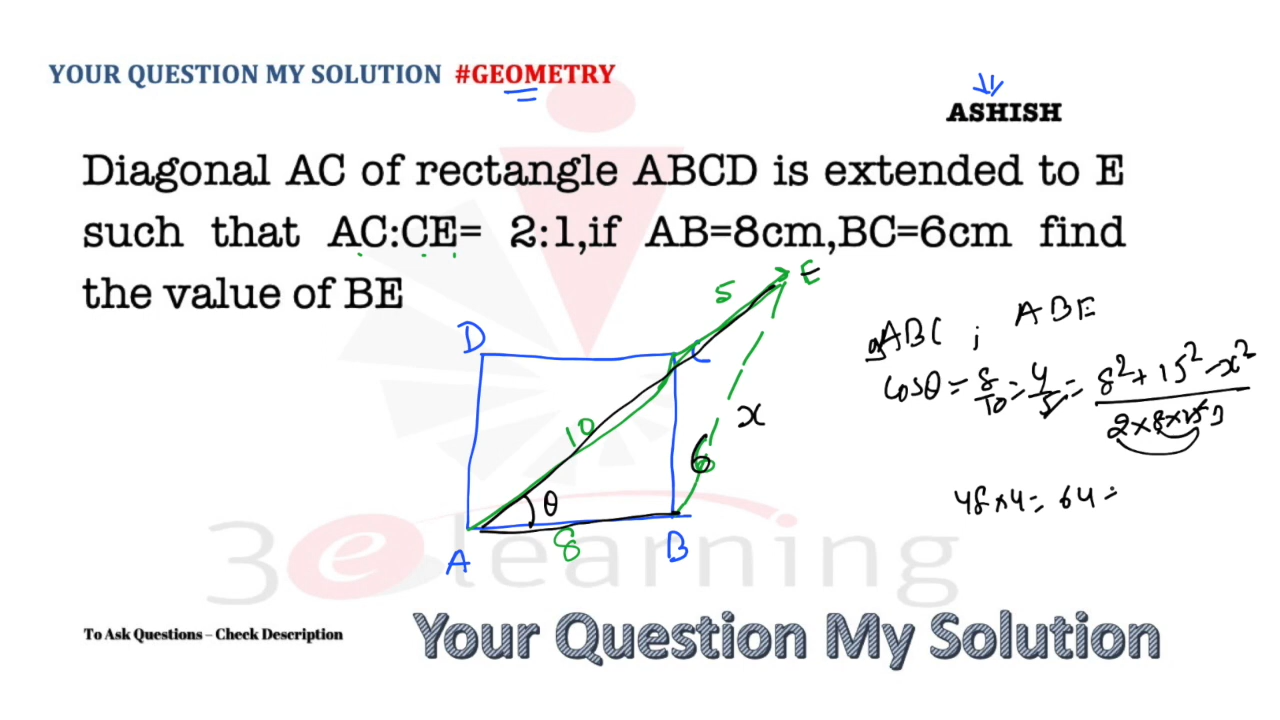 YOUR QUESTION MY SOLUTION #GEOMETRY
ASHISH
Diagonal AC of rectangle ABCD is extended to E
such that AC:CE= 2:1,if AB=8cm,BC=6cm find
the value of BE
E
5
D
C
10
x
6
θ
8
A
B
ABC ; ABE
cosθ = 8/10 = 4/5 = 8²+15²-x² / 2×8×15 3
48×4 = 64 =
3elearning
To Ask Questions – Check Description
Your Question My Solution